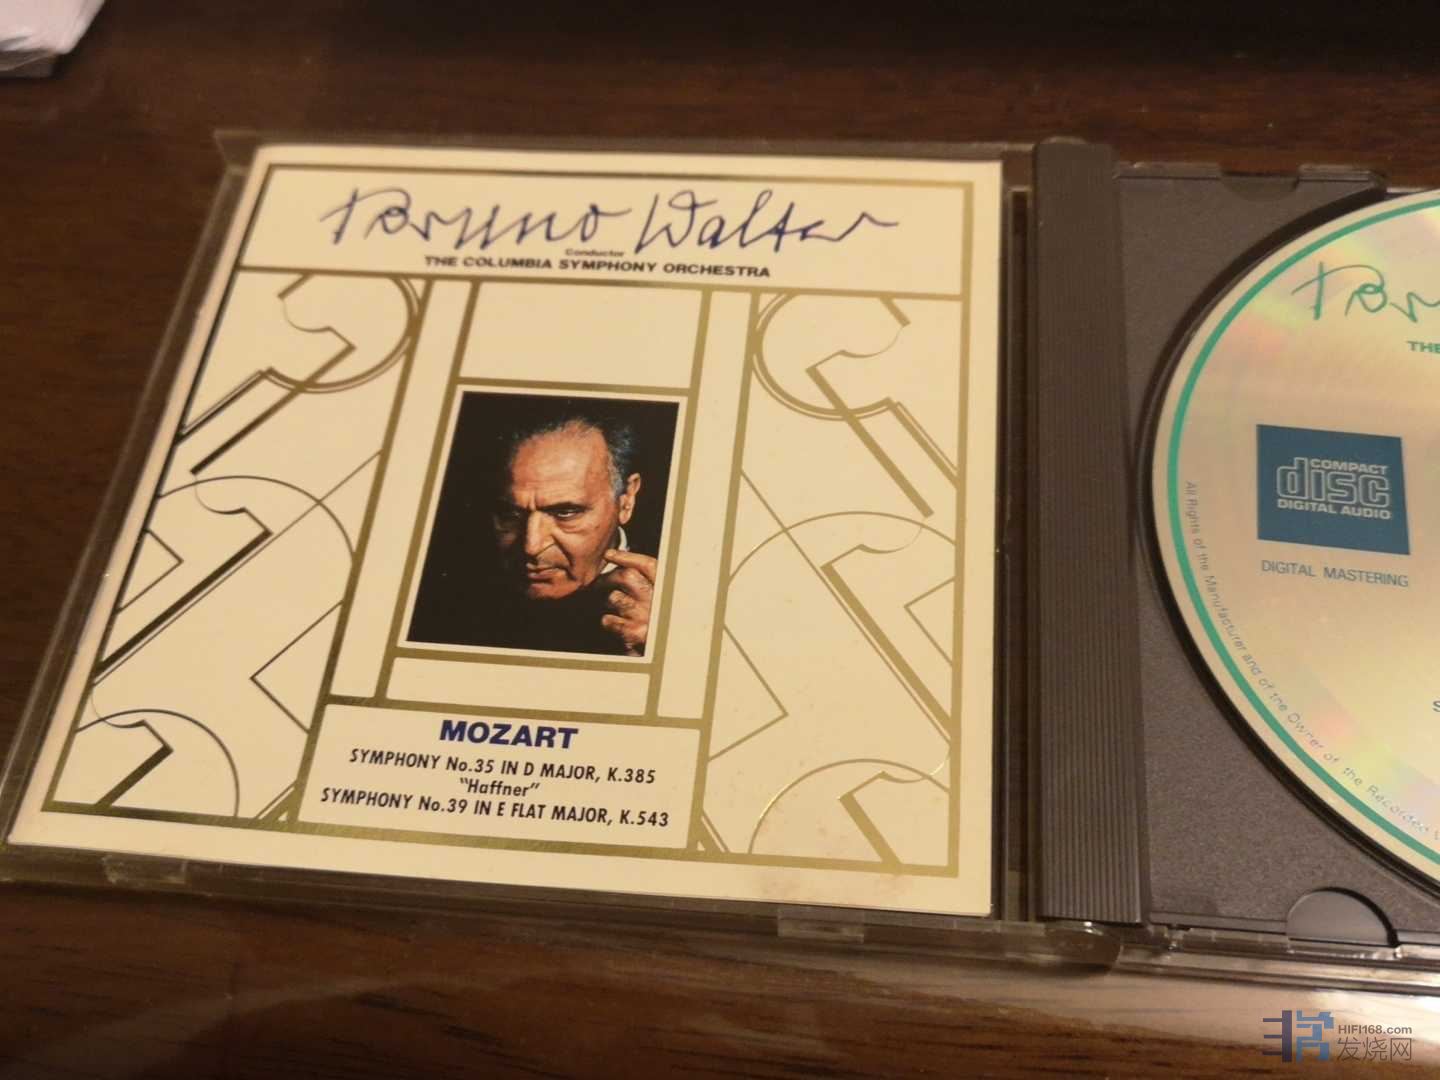 Bruno Walter
Conductor
THE COLUMBIA SYMPHONY ORCHESTRA
MOZART
SYMPHONY No.35 IN D MAJOR, K.385
"Haffner"
SYMPHONY No.39 IN E FLAT MAJOR, K.543
THE
COMPACT
disc
DIGITAL AUDIO
DIGITAL MASTERING
All Rights of the Manufacturer and of the Owner of the Recorded
HIFI168.com
发烧网